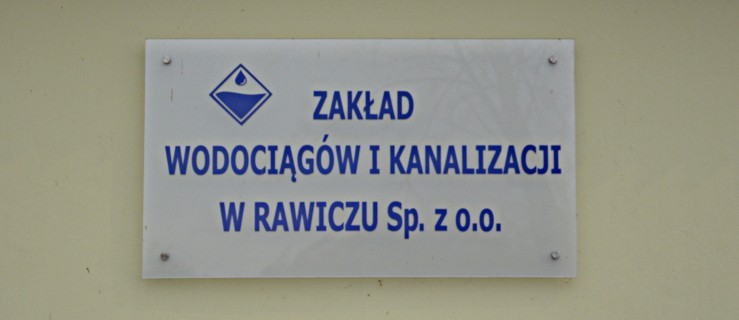 ZAKŁAD
WODOCIĄGÓW I KANALIZACJI
W RAWICZU Sp. z o.o.